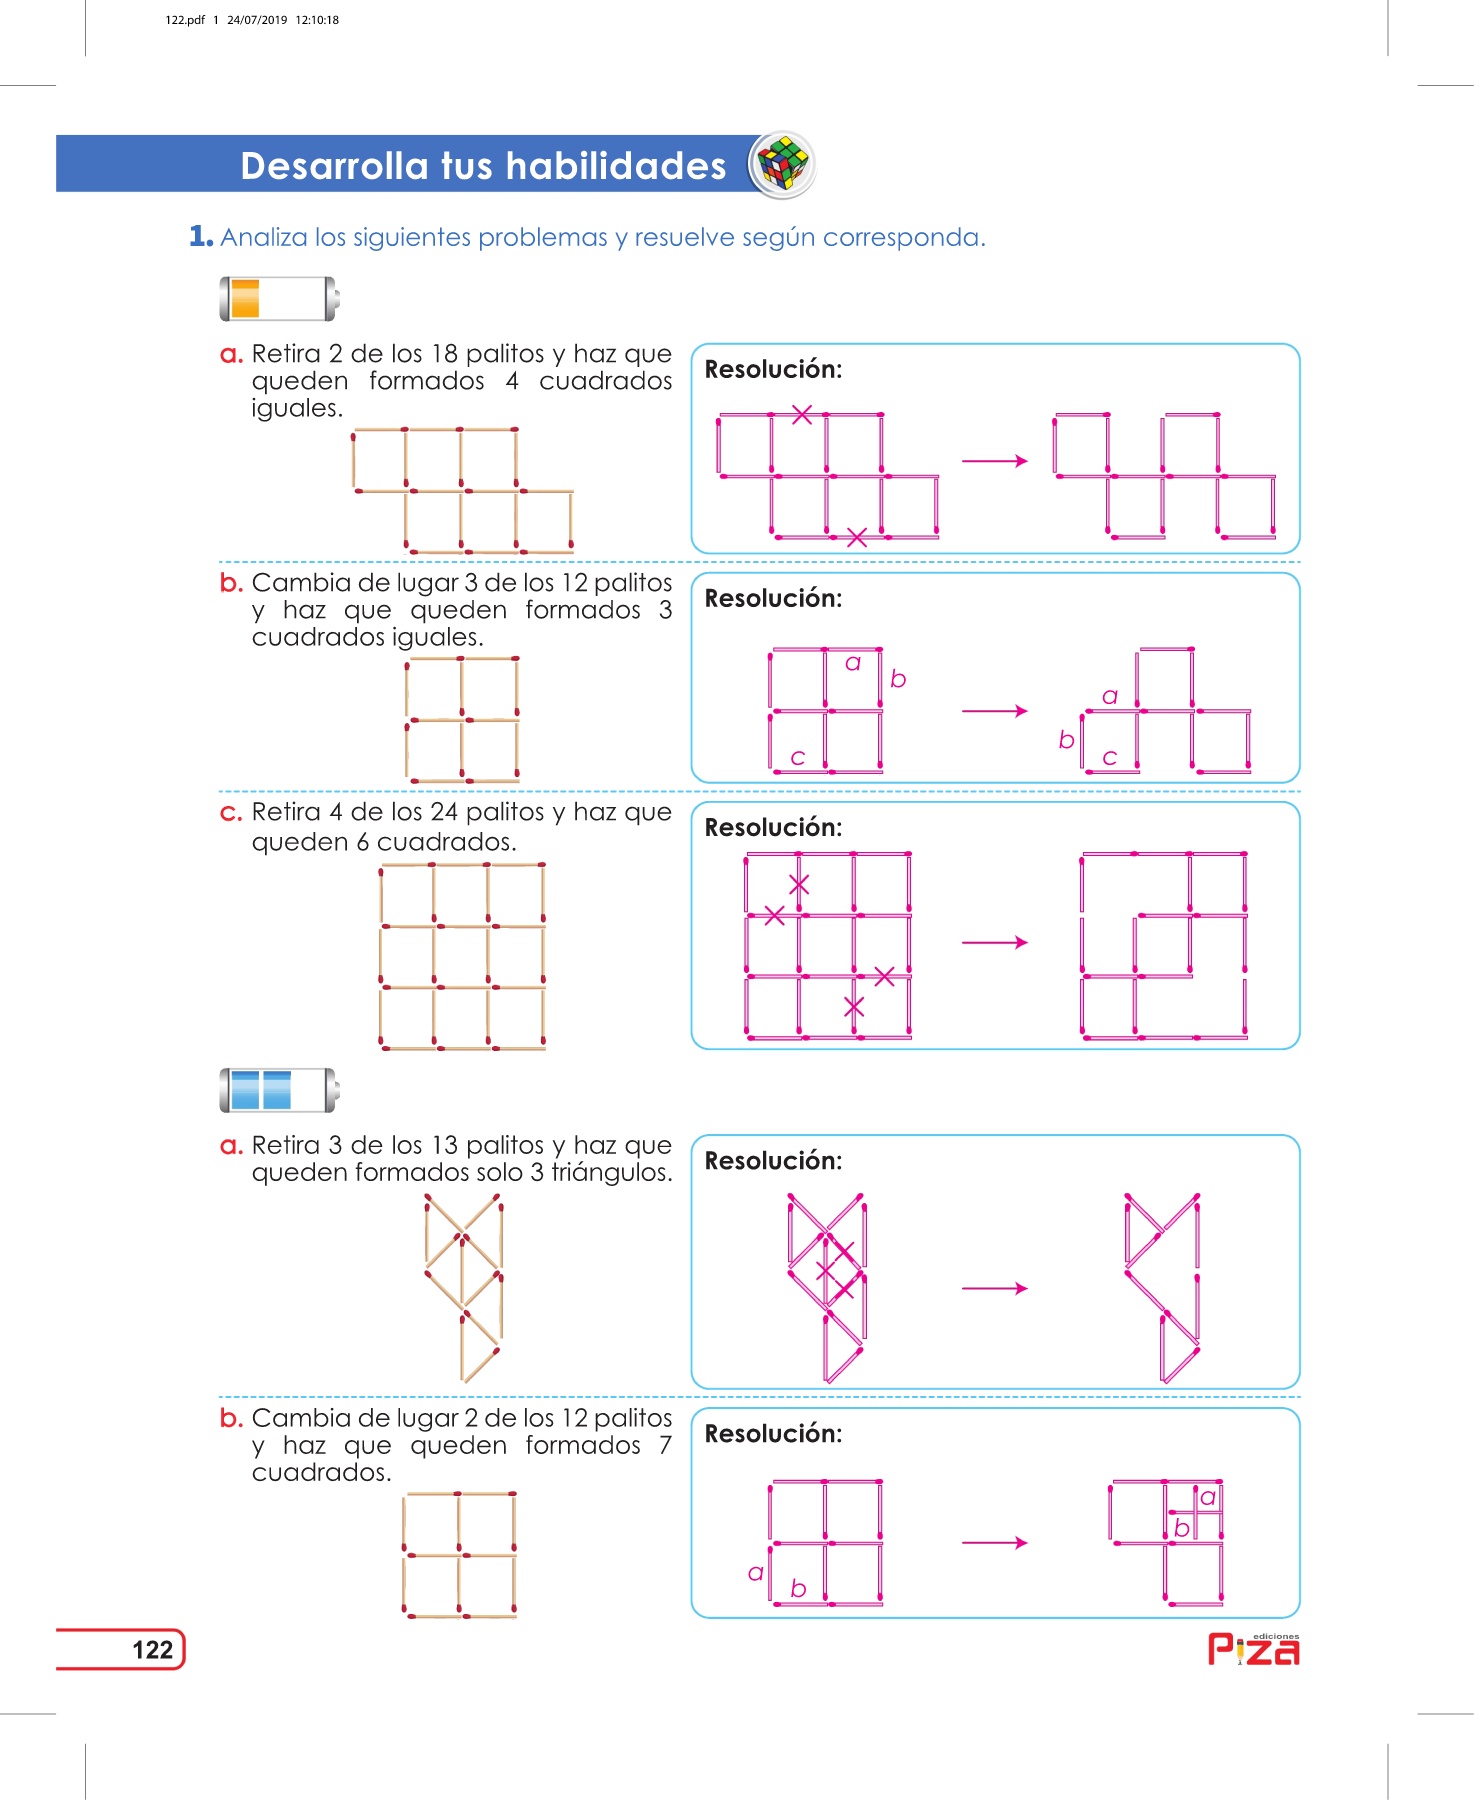 122.pdf 1 24/07/2019 12:10:18
Desarrolla tus habilidades
1. Analiza los siguientes problemas y resuelve según corresponda.
a. Retira 2 de los 18 palitos y haz que
queden formados 4 cuadrados
iguales.
Resolución:
b. Cambia de lugar 3 de los 12 palitos
y haz que queden formados 3
cuadrados iguales.
Resolución:
a
b
c
a
b
c
c. Retira 4 de los 24 palitos y haz que
queden 6 cuadrados.
Resolución:
a. Retira 3 de los 13 palitos y haz que
queden formados solo 3 triángulos.
Resolución:
b. Cambia de lugar 2 de los 12 palitos
y haz que queden formados 7
cuadrados.
Resolución:
a
b
a
b
122
ediciones
Piza